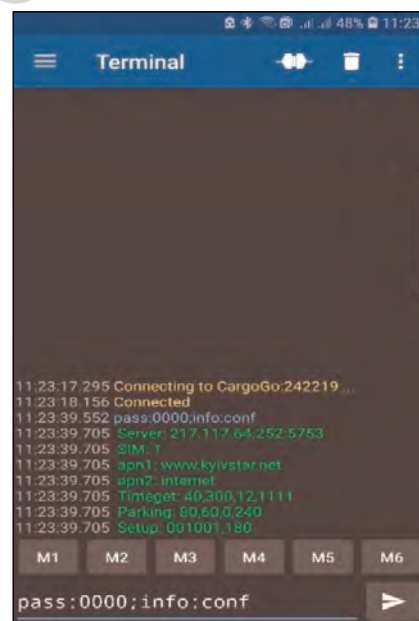 48% 11:23
Terminal
11:23:17.295 Connecting to CargoGo:242219 ...
11:23:18.156 Connected
11:23:39.552 pass:0000;info:conf
11:23:39.705 Server: 217.117.64.252:5753
11:23:39.705 SIM: 1
11:23:39.705 apn1: www.kyivstar.net
11:23:39.705 apn2: internet
11:23:39.705 Timeget: 40,300,12,1111
11:23:39.705 Parking: 80,60,0,240
11:23:39.705 Setup: 001001,180
M1 M2 M3 M4 M5 M6
pass:0000;info:conf